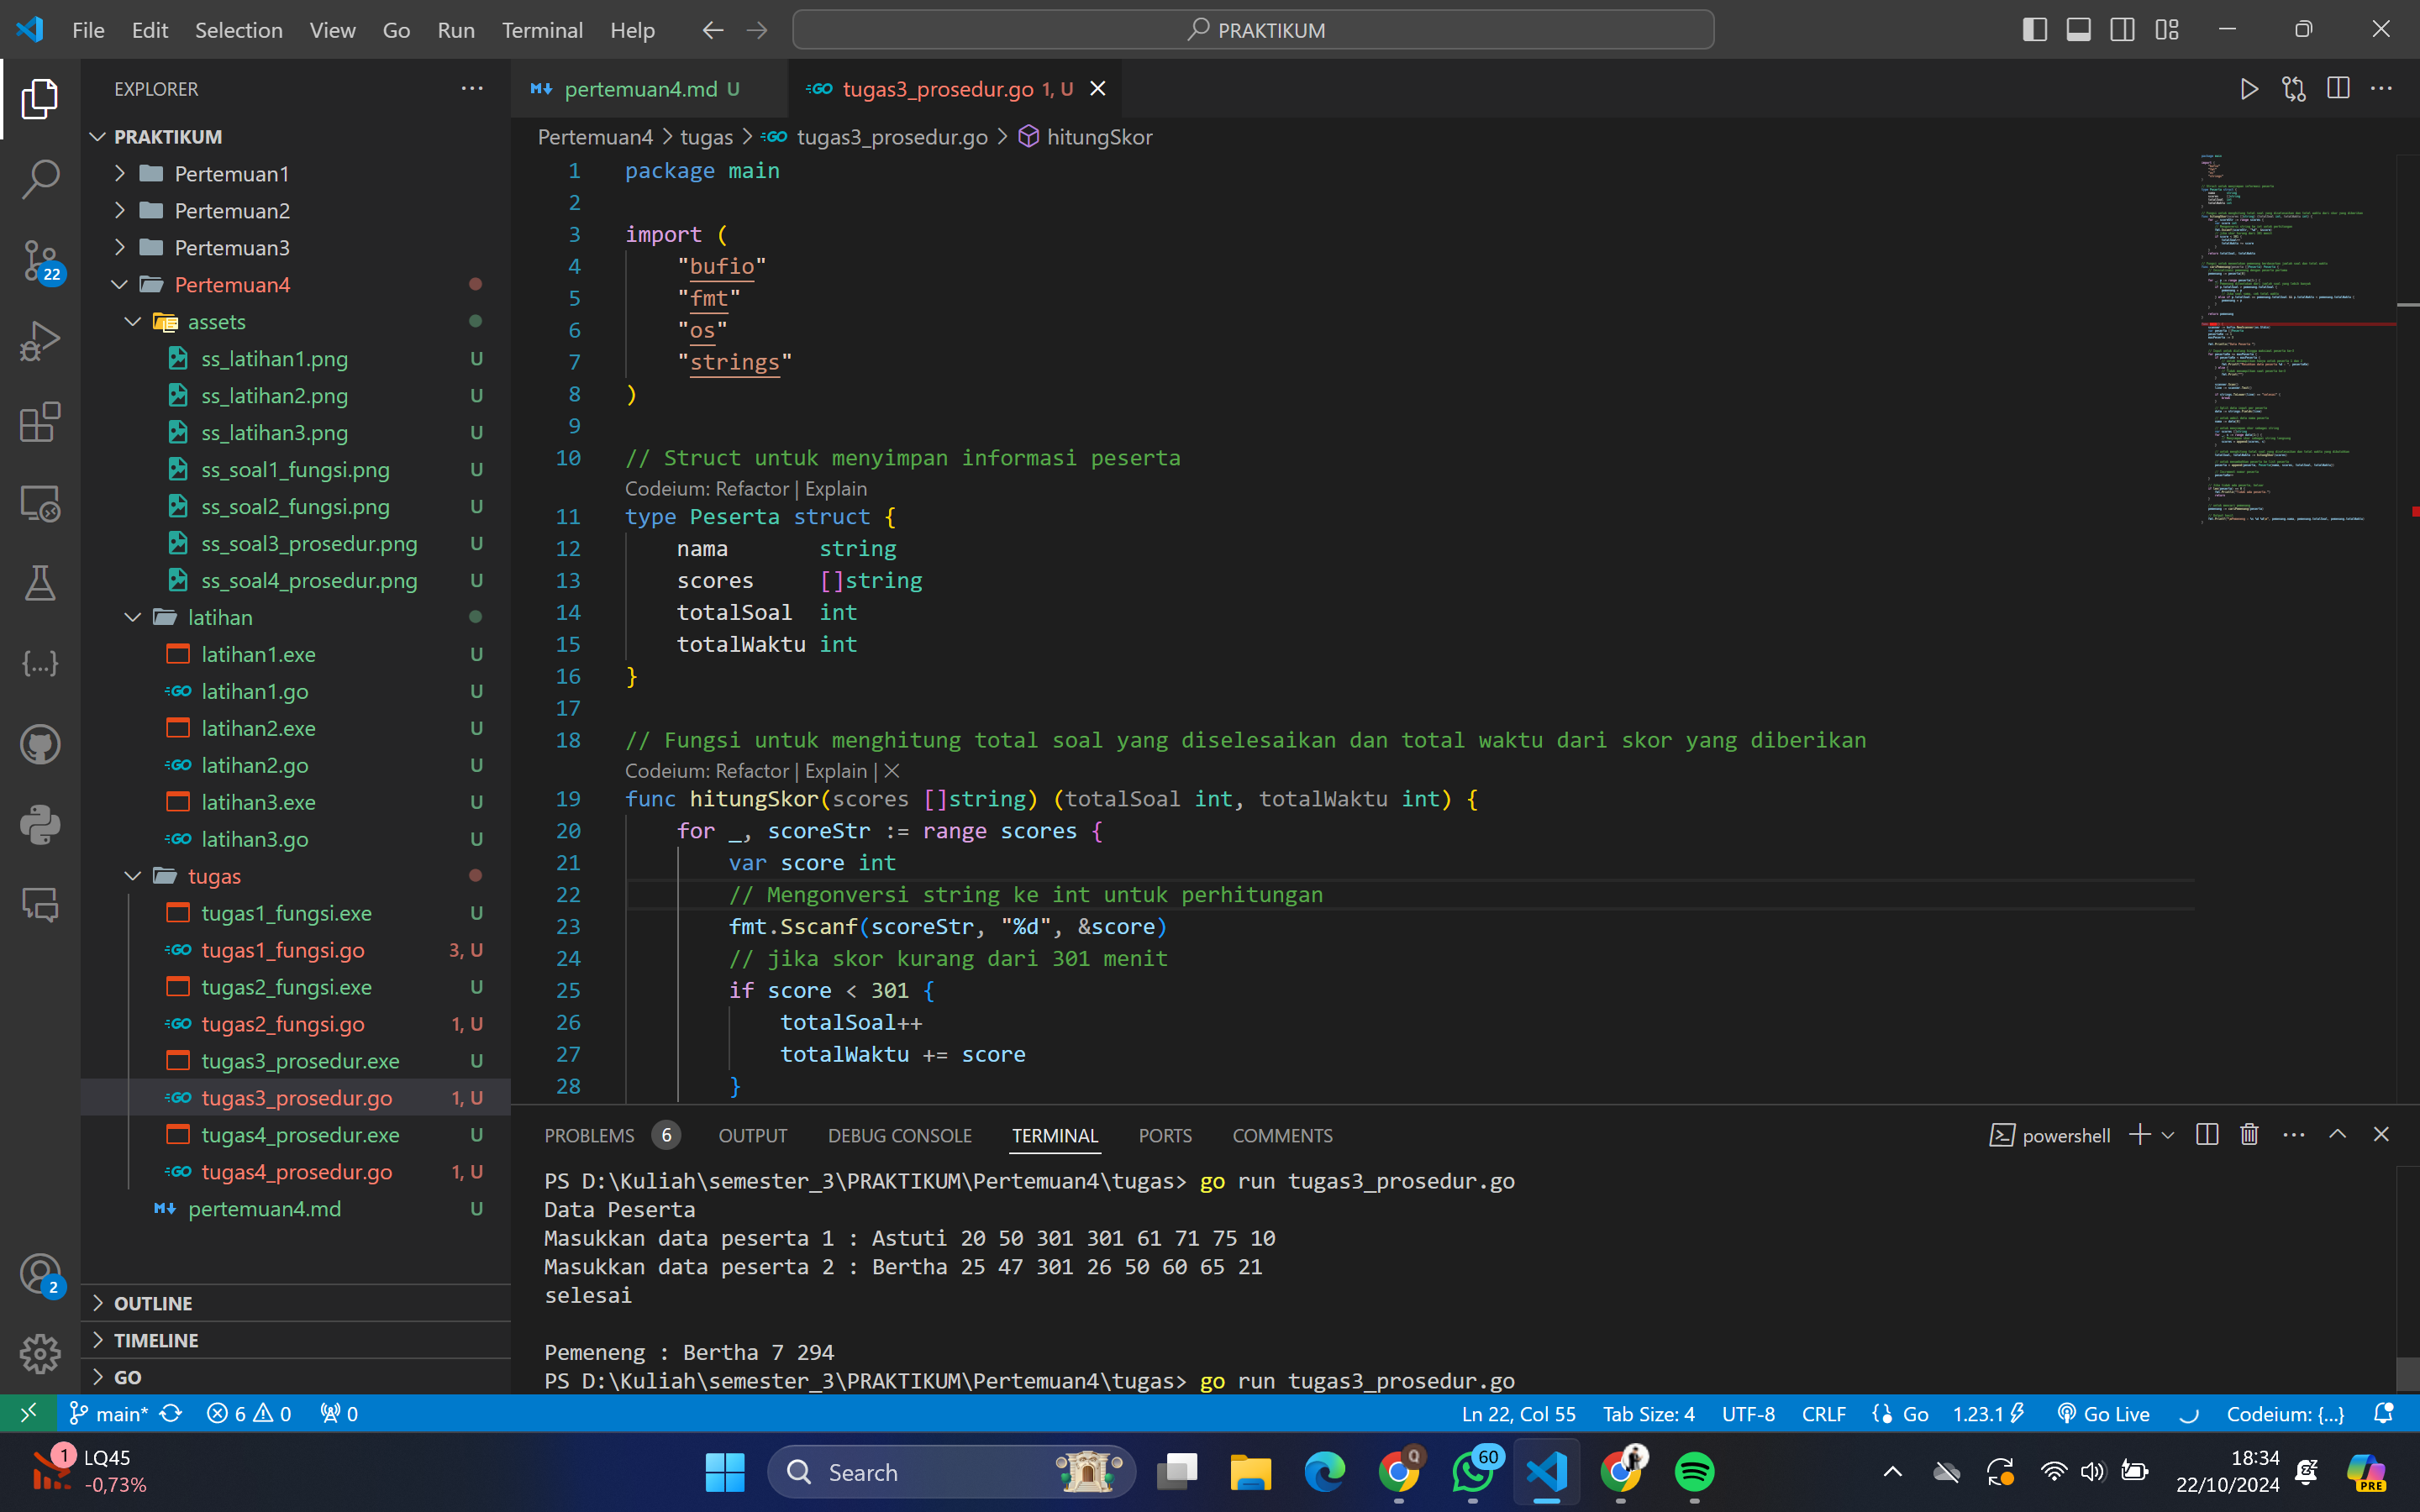 File Edit Selection View Go Run Terminal Help PRAKTIKUM
EXPLORER
PRAKTIKUM
Pertemuan1
Pertemuan2
Pertemuan3
Pertemuan4
assets
ss_latihan1.png U
ss_latihan2.png U
ss_latihan3.png U
ss_soal1_fungsi.png U
ss_soal2_fungsi.png U
ss_soal3_prosedur.png U
ss_soal4_prosedur.png U
latihan
latihan1.exe U
latihan1.go U
latihan2.exe U
latihan2.go U
latihan3.exe U
latihan3.go U
tugas
tugas1_fungsi.exe U
tugas1_fungsi.go 3, U
tugas2_fungsi.exe U
tugas2_fungsi.go 1, U
tugas3_prosedur.exe U
tugas3_prosedur.go 1, U
tugas4_prosedur.exe U
tugas4_prosedur.go 1, U
pertemuan4.md U
OUTLINE
TIMELINE
GO
22
2
pertemuan4.md U tugas3_prosedur.go 1, U
Pertemuan4 > tugas > tugas3_prosedur.go > hitungSkor
1 package main
2
3 import (
4 "bufio"
5 "fmt"
6 "os"
7 "strings"
8 )
9
10 // Struct untuk menyimpan informasi peserta
Codeium: Refactor | Explain
11 type Peserta struct {
12 nama string
13 scores []string
14 totalSoal int
15 totalWaktu int
16 }
17
18 // Fungsi untuk menghitung total soal yang diselesaikan dan total waktu dari skor yang diberikan
Codeium: Refactor | Explain | ✕
19 func hitungSkor(scores []string) (totalSoal int, totalWaktu int) {
20 for _, scoreStr := range scores {
21 var score int
22 // Mengonversi string ke int untuk perhitungan
23 fmt.Sscanf(scoreStr, "%d", &score)
24 // jika skor kurang dari 301 menit
25 if score < 301 {
26 totalSoal++
27 totalWaktu += score
28 }
PROBLEMS 6 OUTPUT DEBUG CONSOLE TERMINAL PORTS COMMENTS powershell
PS D:\Kuliah\semester_3\PRAKTIKUM\Pertemuan4\tugas> go run tugas3_prosedur.go
Data Peserta
Masukkan data peserta 1 : Astuti 20 50 301 301 61 71 75 10
Masukkan data peserta 2 : Bertha 25 47 301 26 50 60 65 21
selesai
Pemeneng : Bertha 7 294
PS D:\Kuliah\semester_3\PRAKTIKUM\Pertemuan4\tugas> go run tugas3_prosedur.go
main* 6 0 0 Ln 22, Col 55 Tab Size: 4 UTF-8 CRLF Go 1.23.1 Go Live Codeium: {...}
1 LQ45
-0,73%
Search
Q
60
PRE
18:34
22/10/2024